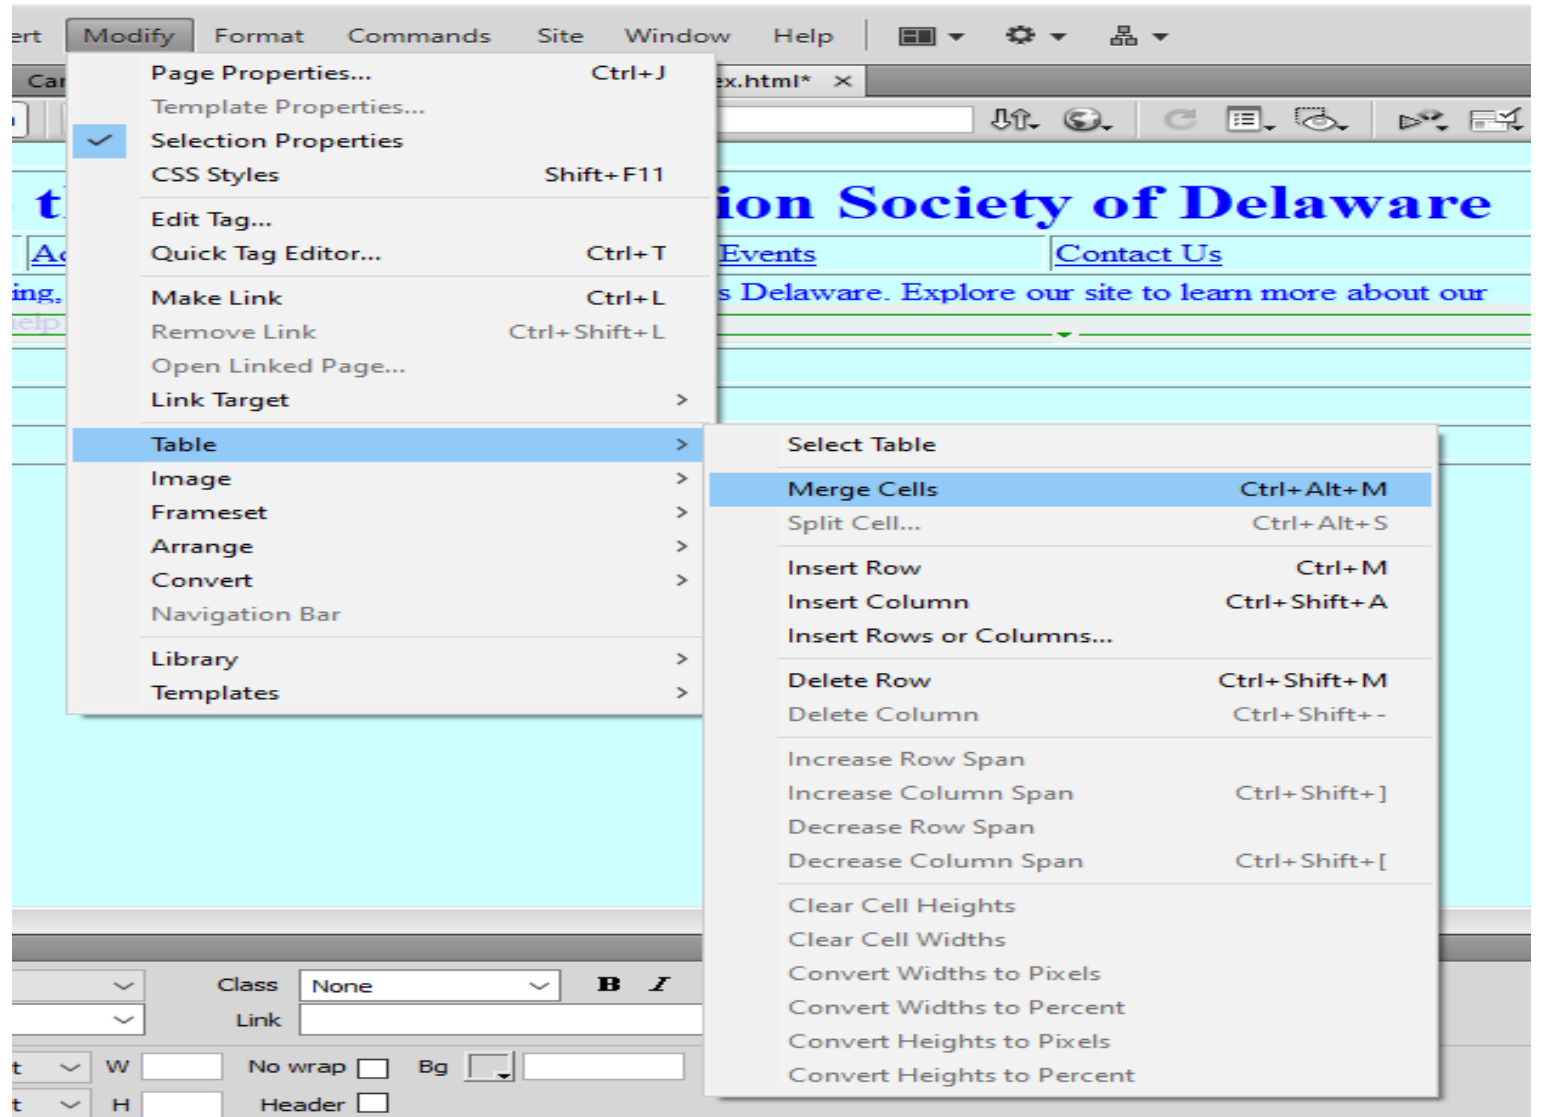 ert Modify Format Commands Site Window Help
Car ex.html* ×
Page Properties... Ctrl+J
Template Properties...
Selection Properties
CSS Styles Shift+F11
Edit Tag...
Quick Tag Editor... Ctrl+T
Make Link Ctrl+L
Remove Link Ctrl+Shift+L
Open Linked Page...
Link Target >
Table >
Image >
Frameset >
Arrange >
Convert >
Navigation Bar
Library >
Templates >
t ion Society of Delaware
Ac Events Contact Us
ing, s Delaware. Explore our site to learn more about our
help
Select Table
Merge Cells Ctrl+Alt+M
Split Cell... Ctrl+Alt+S
Insert Row Ctrl+M
Insert Column Ctrl+Shift+A
Insert Rows or Columns...
Delete Row Ctrl+Shift+M
Delete Column Ctrl+Shift+-
Increase Row Span
Increase Column Span Ctrl+Shift+]
Decrease Row Span
Decrease Column Span Ctrl+Shift+[
Clear Cell Heights
Clear Cell Widths
Convert Widths to Pixels
Convert Widths to Percent
Convert Heights to Pixels
Convert Heights to Percent
Class None B I
Link
t W No wrap Bg
t H Header